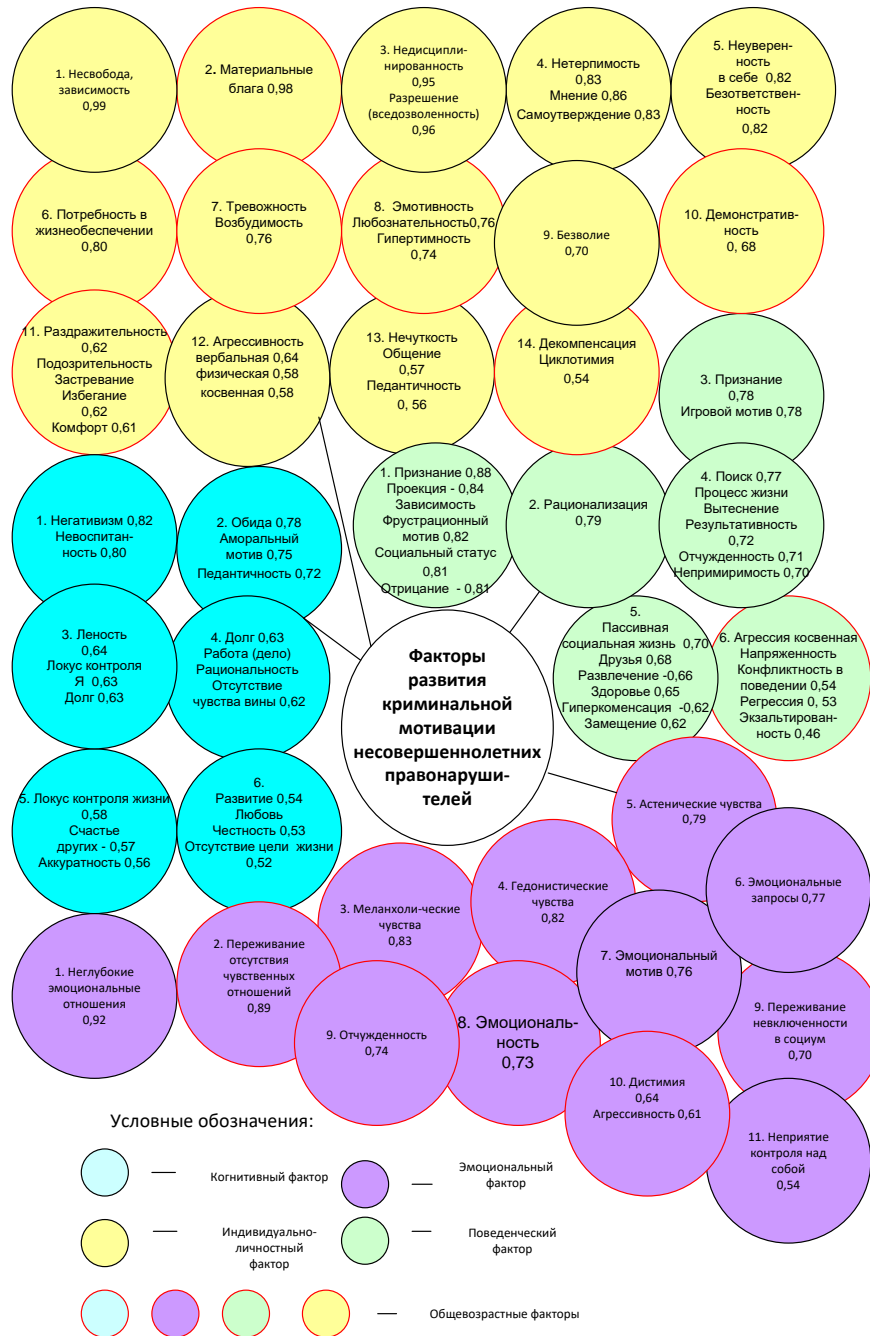 1. Несвобода,
зависимость
0,99
2. Материальные
блага 0,98
3. Недисципли-
нированность
0,95
Разрешение
(вседозволенность)
0,96
4. Нетерпимость
0,83
Мнение 0,86
Самоутверждение 0,83
5. Неуверен-
ность
в себе 0,82
Безответствен-
ность
0,82
6. Потребность в
жизнеобеспечении
0,80
7. Тревожность
Возбудимость
0,76
8. Эмотивность
Любознательность0,76
Гипертимность
0,74
9. Безволие
0,70
10. Демонстратив-
ность
0, 68
11. Раздражительность
0,62
Подозрительность
Застревание
Избегание
0,62
Комфорт 0,61
12. Агрессивность
вербальная 0,64
физическая 0,58
косвенная 0,58
13. Нечуткость
Общение
0,57
Педантичность
0, 56
14. Декомпенсация
Циклотимия
0,54
3. Признание
0,78
Игровой мотив 0,78
1. Негативизм 0,82
Невоспитан-
ность 0,80
2. Обида 0,78
Аморальный
мотив 0,75
Педантичность 0,72
1. Признание 0,88
Проекция - 0,84
Зависимость
Фрустрационный
мотив 0,82
Социальный статус
0,81
Отрицание - 0,81
2. Рационализация
0,79
4. Поиск 0,77
Процесс жизни
Вытеснение
Результативность
0,72
Отчужденность 0,71
Непримиримость 0,70
3. Леность
0,64
Локус контроля
Я 0,63
Долг 0,63
4. Долг 0,63
Работа (дело)
Рациональность
Отсутствие
чувства вины 0,62
Факторы
развития
криминальной
мотивации
несовершеннолетних
правонаруши-
телей
5.
Пассивная
социальная жизнь 0,70
Друзья 0,68
Развлечение -0,66
Здоровье 0,65
Гиперкоменсация -0,62
Замещение 0,62
6. Агрессия косвенная
Напряженность
Конфликтность в
поведении 0,54
Регрессия 0, 53
Экзальтирован-
ность 0,46
5. Локус контроля жизни
0,58
Счастье
других - 0,57
Аккуратность 0,56
6.
Развитие 0,54
Любовь
Честность 0,53
Отсутствие цели жизни
0,52
5. Астенические чувства
0,79
6. Эмоциональные
запросы 0,77
4. Гедонистические
чувства
0,82
3. Меланхоли-ческие
чувства
0,83
2. Переживание
отсутствия
чувственных
отношений
0,89
1. Неглубокие
эмоциональные
отношения
0,92
7. Эмоциональный
мотив 0,76
9. Переживание
невключенности
в социум
0,70
9. Отчужденность
0,74
8. Эмоциональ-
ность
0,73
10. Дистимия
0,64
Агрессивность 0,61
11. Неприятие
контроля над
собой
0,54
Условные обозначения:
— Когнитивный фактор
— Эмоциональный
фактор
— Индивидуально-
личностный
фактор
— Поведенческий
фактор
— Общевозрастные факторы